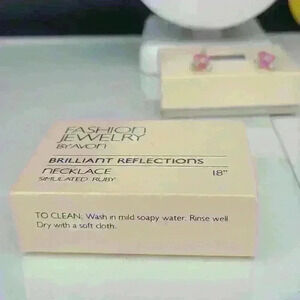 FASHION
JEWELRY
BY AVON
BRILLIANT REFLECTIONS
NECKLACE 18"
SIMULATED RUBY
TO CLEAN: Wash in mild soapy water. Rinse well
Dry with a soft cloth.